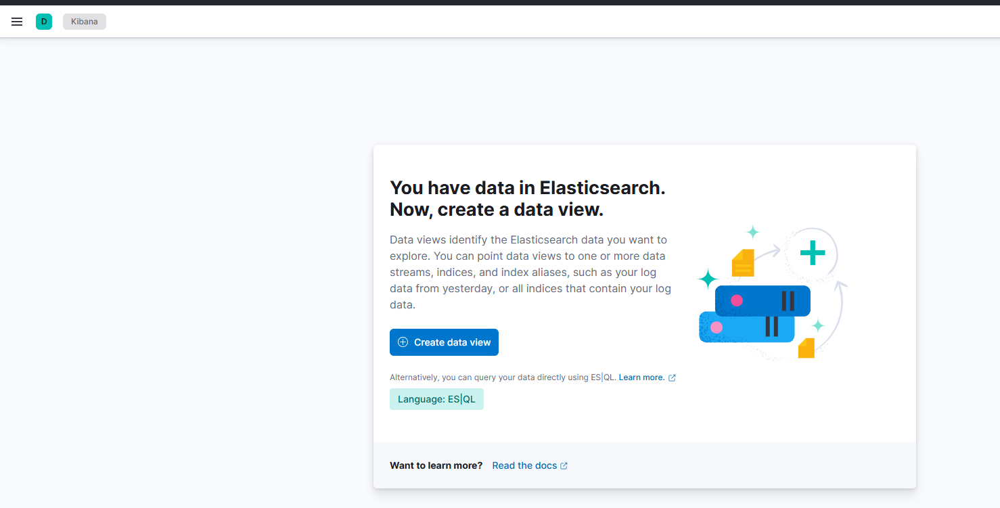 D
Kibana
You have data in Elasticsearch.
Now, create a data view.
Data views identify the Elasticsearch data you want to
explore. You can point data views to one or more data
streams, indices, and index aliases, such as your log
data from yesterday, or all indices that contain your log
data.
Create data view
Alternatively, you can query your data directly using ES|QL. Learn more.
Language: ES|QL
Want to learn more? Read the docs